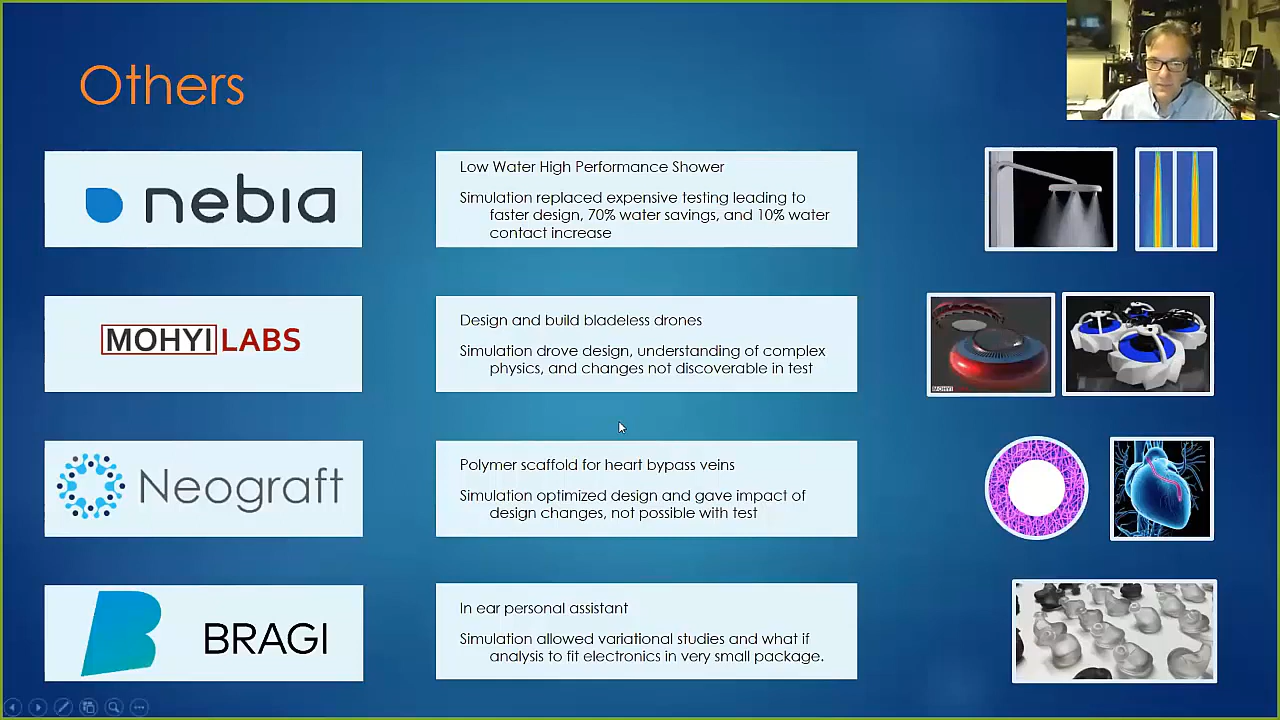 Others
nebia
Low Water High Performance Shower
Simulation replaced expensive testing leading to
faster design, 70% water savings, and 10% water
contact increase
MOHYI LABS
Design and build bladeless drones
Simulation drove design, understanding of complex
physics, and changes not discoverable in test
MOHYI
Neograft
Polymer scaffold for heart bypass veins
Simulation optimized design and gave impact of
design changes, not possible with test
BRAGI
In ear personal assistant
Simulation allowed variational studies and what if
analysis to fit electronics in very small package.